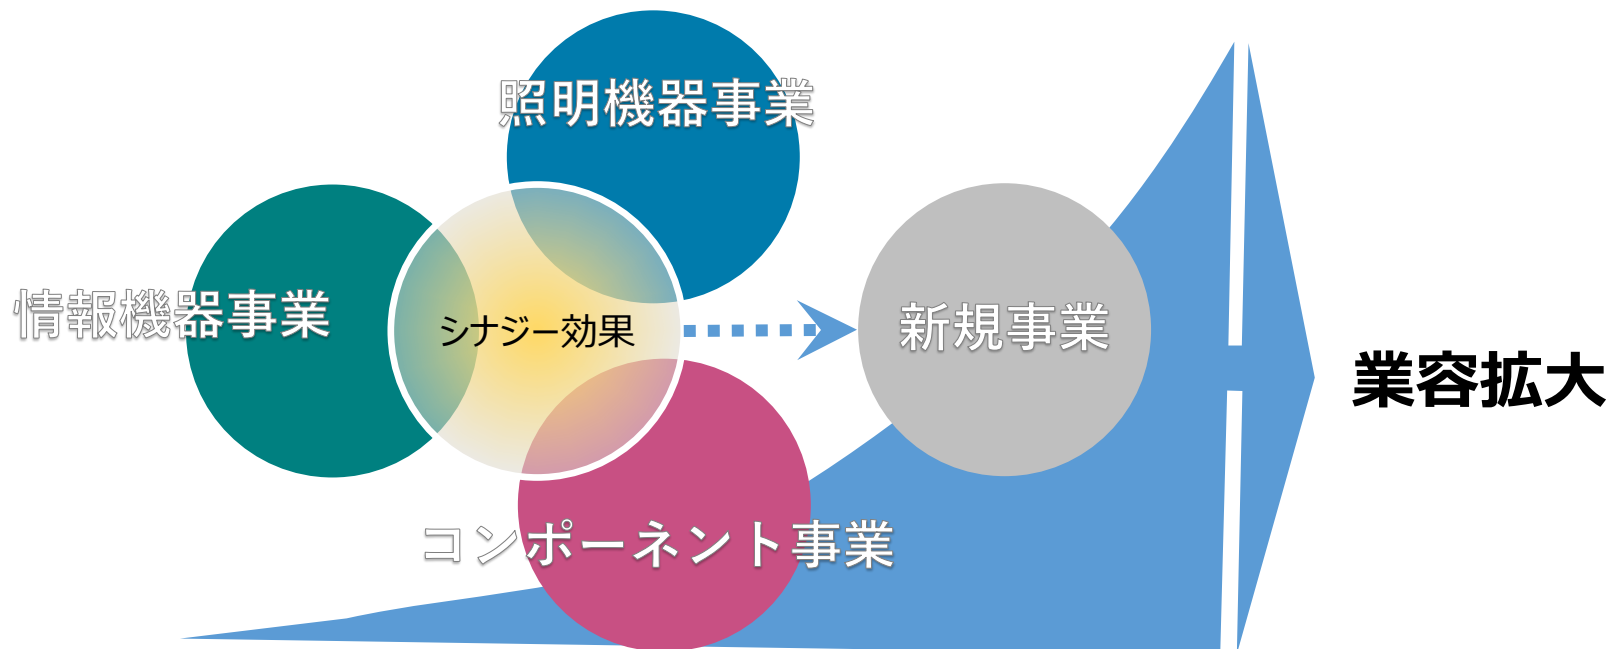 照明機器事業
情報機器事業
シナジー効果
新規事業
業容拡大
コンポーネント事業